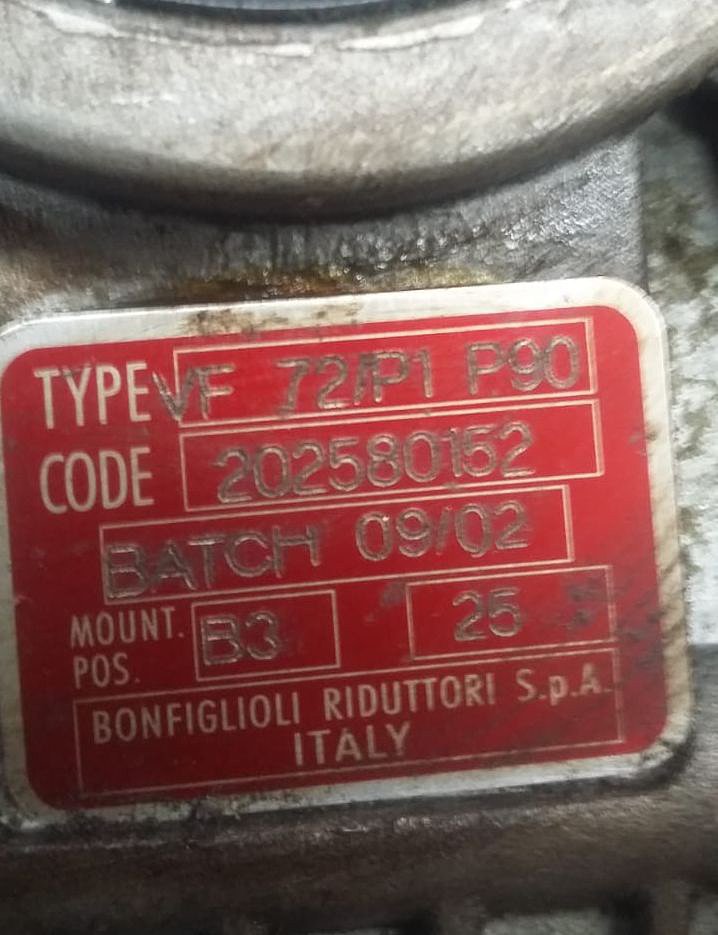 TYPE VF 72/P1 P90
CODE 202580152
BATCH 09/02
MOUNT. POS. B3 25
BONFIGLIOLI RIDUTTORI S.p.A.
ITALY